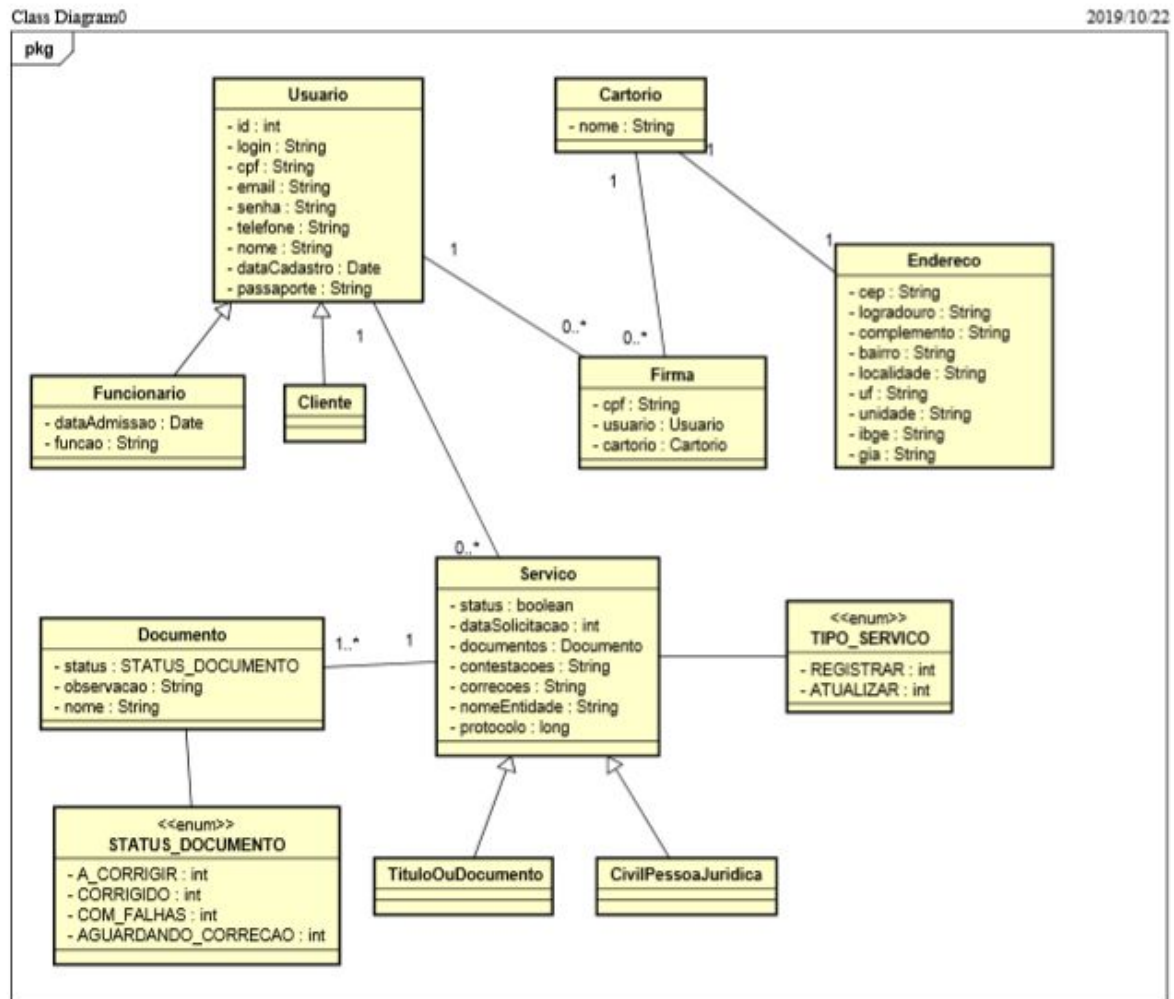 Class Diagram0
2019/10/22
pkg
Usuario
- id : int
- login : String
- cpf : String
- email : String
- senha : String
- telefone : String
- nome : String
- dataCadastro : Date
- passaporte : String
Cartorio
- nome : String
1
1
1
1
0..*
0..*
1
Endereco
- cep : String
- logradouro : String
- complemento : String
- bairro : String
- localidade : String
- uf : String
- unidade : String
- ibge : String
- gia : String
Funcionario
- dataAdmissao : Date
- funcao : String
Cliente
Firma
- cpf : String
- usuario : Usuario
- cartorio : Cartorio
0..*
Servico
- status : boolean
- dataSolicitacao : int
- documentos : Documento
- contestacoes : String
- correcoes : String
- nomeEntidade : String
- protocolo : long
Documento
- status : STATUS_DOCUMENTO
- observacao : String
- nome : String
1..*
1
<<enum>>
TIPO_SERVICO
- REGISTRAR : int
- ATUALIZAR : int
<<enum>>
STATUS_DOCUMENTO
- A_CORRIGIR : int
- CORRIGIDO : int
- COM_FALHAS : int
- AGUARDANDO_CORRECAO : int
TituloOuDocumento
CivilPessoaJuridica